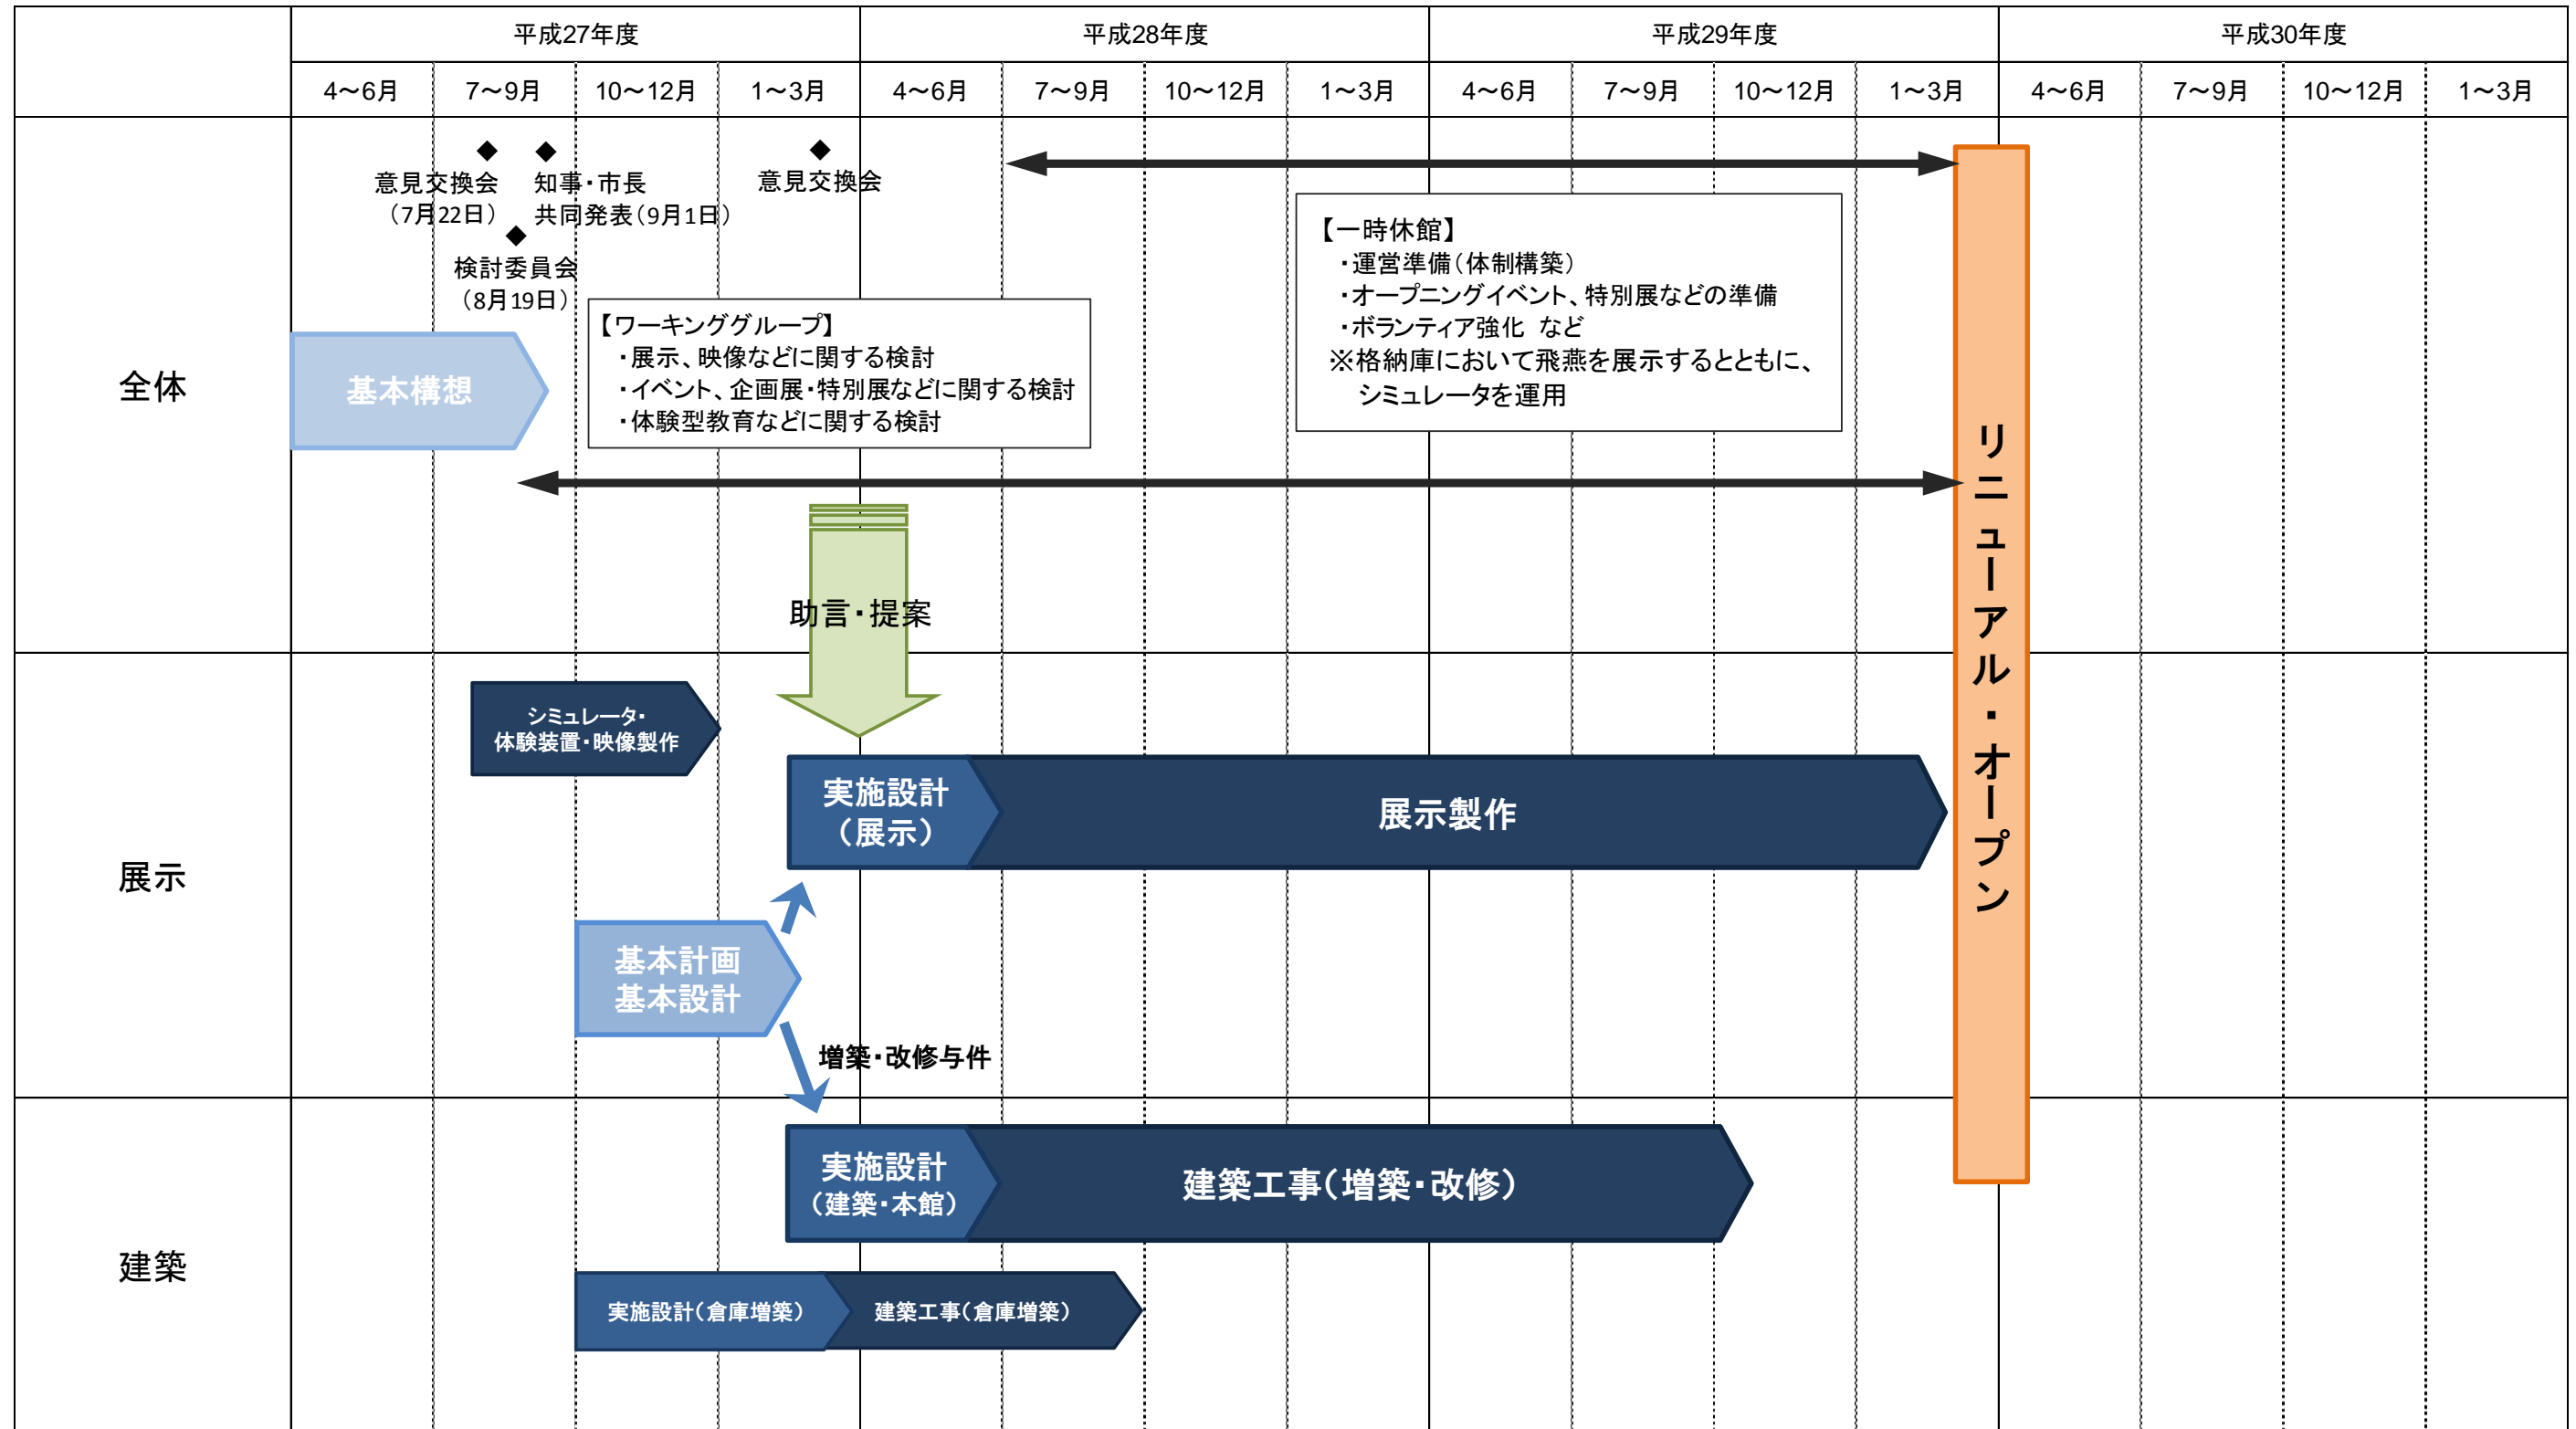 平成27年度 平成28年度 平成29年度 平成30年度
4～6月 7～9月 10～12月 1～3月 4～6月 7～9月 10～12月 1～3月 4～6月 7～9月 10～12月 1～3月 4～6月 7～9月 10～12月 1～3月
全体
意見交換会
（7月22日）
知事・市長
共同発表（9月1日）
検討委員会
（8月19日）
意見交換会
基本構想
【ワーキンググループ】
・展示、映像などに関する検討
・イベント、企画展・特別展などに関する検討
・体験型教育などに関する検討
【一時休館】
・運営準備（体制構築）
・オープニングイベント、特別展などの準備
・ボランティア強化 など
※格納庫において飛燕を展示するとともに、
シミュレータを運用
リニューアル・オープン
助言・提案
展示
シミュレータ・
体験装置・映像製作
実施設計
（展示）
展示製作
基本計画
基本設計
増築・改修与件
建築
実施設計
（建築・本館）
建築工事（増築・改修）
実施設計（倉庫増築）
建築工事（倉庫増築）